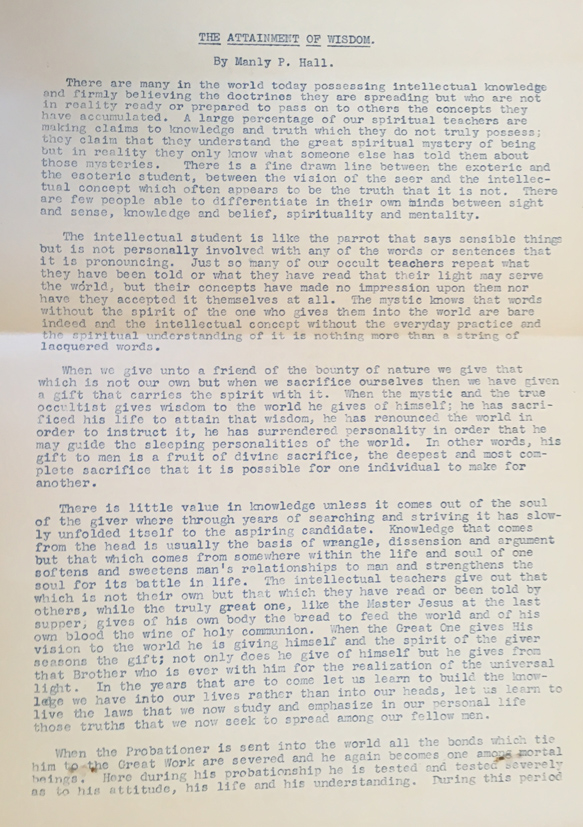 THE ATTAINMENT OF WISDOM.
By Manly P. Hall.
There are many in the world today possessing intellectual knowledge
and firmly believing the doctrines they are spreading but who are not
in reality ready or prepared to pass on to others the concepts they
have accumulated. A large percentage of our spiritual teachers are
making claims to knowledge and truth which they do not truly possess;
they claim that they understand the great spiritual mystery of being
but in reality they only know what someone else has told them about
those mysteries. There is a fine drawn line between the exoteric and
the esoteric student, between the vision of the seer and the intellec-
tual concept which often appears to be the truth that it is not. There
are few people able to differentiate in their own minds between sight
and sense, knowledge and belief, spirituality and mentality.
The intellectual student is like the parrot that says sensible things
but is not personally involved with any of the words or sentences that
it is pronouncing. Just so many of our occult teachers repeat what
they have been told or what they have read that their light may serve
the world, but their concepts have made no impression upon them nor
have they accepted it themselves at all. The mystic knows that words
without the spirit of the one who gives them into the world are bare
indeed and the intellectual concept without the everyday practice and
the spiritual understanding of it is nothing more than a string of
lacquered words.
When we give unto a friend of the bounty of nature we give that
which is not our own but when we sacrifice ourselves then we have given
a gift that carries the spirit with it. When the mystic and the true
occultist gives wisdom to the world he gives of himself; he has sacri-
ficed his life to attain that wisdom, he has renounced the world in
order to instruct it, he has surrendered personality in order that he
may guide the sleeping personalities of the world. In other words, his
gift to men is a fruit of divine sacrifice, the deepest and most com-
plete sacrifice that it is possible for one individual to make for
another.
There is little value in knowledge unless it comes out of the soul
of the giver where through years of searching and striving it has slow-
ly unfolded itself to the aspiring candidate. Knowledge that comes
from the head is usually the basis of wrangle, dissension and argument
but that which comes from somewhere within the life and soul of one
softens and sweetens man's relationships to man and strengthens the
soul for its battle in life. The intellectual teachers give out that
which is not their own but that which they have read or been told by
others, while the truly great one, like the Master Jesus at the last
supper, gives of his own body the bread to feed the world and of his
own blood the wine of holy communion. When the Great One gives His
vision to the world he is giving himself and the spirit of the giver
seasons the gift; not only does he give of himself but he gives from
that Brother who is ever with him for the realization of the universal
light. In the years that are to come let us learn to build the know-
ledge we have into our lives rather than into our heads, let us learn to
live the laws that we now study and emphasize in our personal life
those truths that we now seek to spread among our fellow men.
When the Probationer is sent into the world all the bonds which tie
him to the Great Work are severed and he again becomes one among mortal
beings. Here during his probationship he is tested and tested severely
as to his attitude, his life and his understanding. During this period